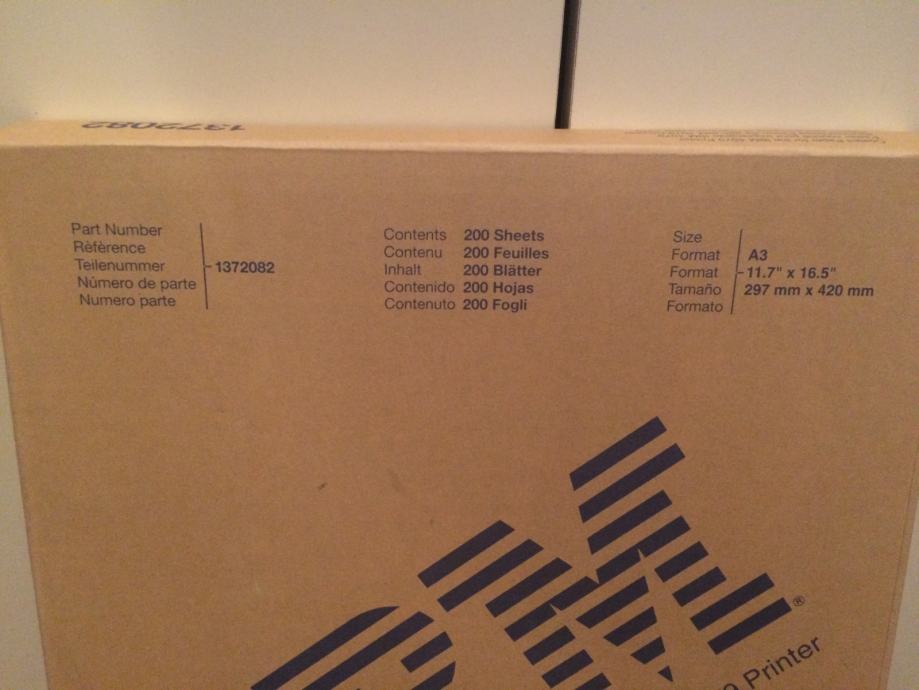 1372082
Part Number
Rèfèrence
Teilenummer
Número de parte
Numero parte
1372082
Contents 200 Sheets
Contenu 200 Feuilles
Inhalt 200 Blätter
Contenido 200 Hojas
Contenuto 200 Fogli
Size
Format
Format
Tamaño
Formato
A3
11.7" x 16.5"
297 mm x 420 mm
IBM®
Printer